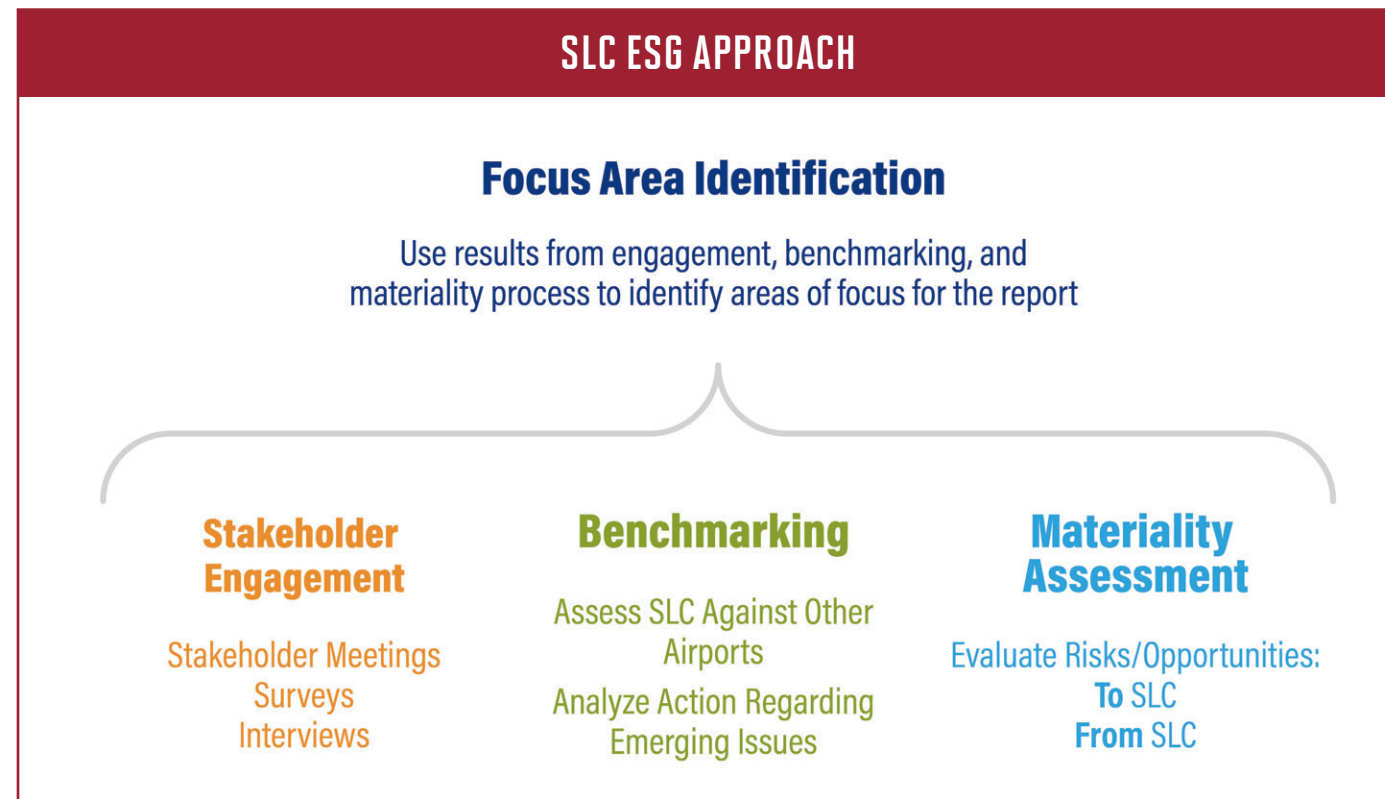 SLC ESG APPROACH
Focus Area Identification
Use results from engagement, benchmarking, and
materiality process to identify areas of focus for the report
Stakeholder
Engagement
Stakeholder Meetings
Surveys
Interviews
Benchmarking
Assess SLC Against Other
Airports
Analyze Action Regarding
Emerging Issues
Materiality
Assessment
Evaluate Risks/Opportunities:
To SLC
From SLC